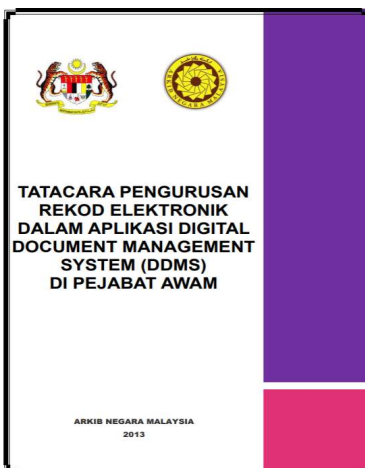 TATACARA PENGURUSAN
REKOD ELEKTRONIK
DALAM APLIKASI DIGITAL
DOCUMENT MANAGEMENT
SYSTEM (DDMS)
DI PEJABAT AWAM
ARKIB NEGARA MALAYSIA
2013